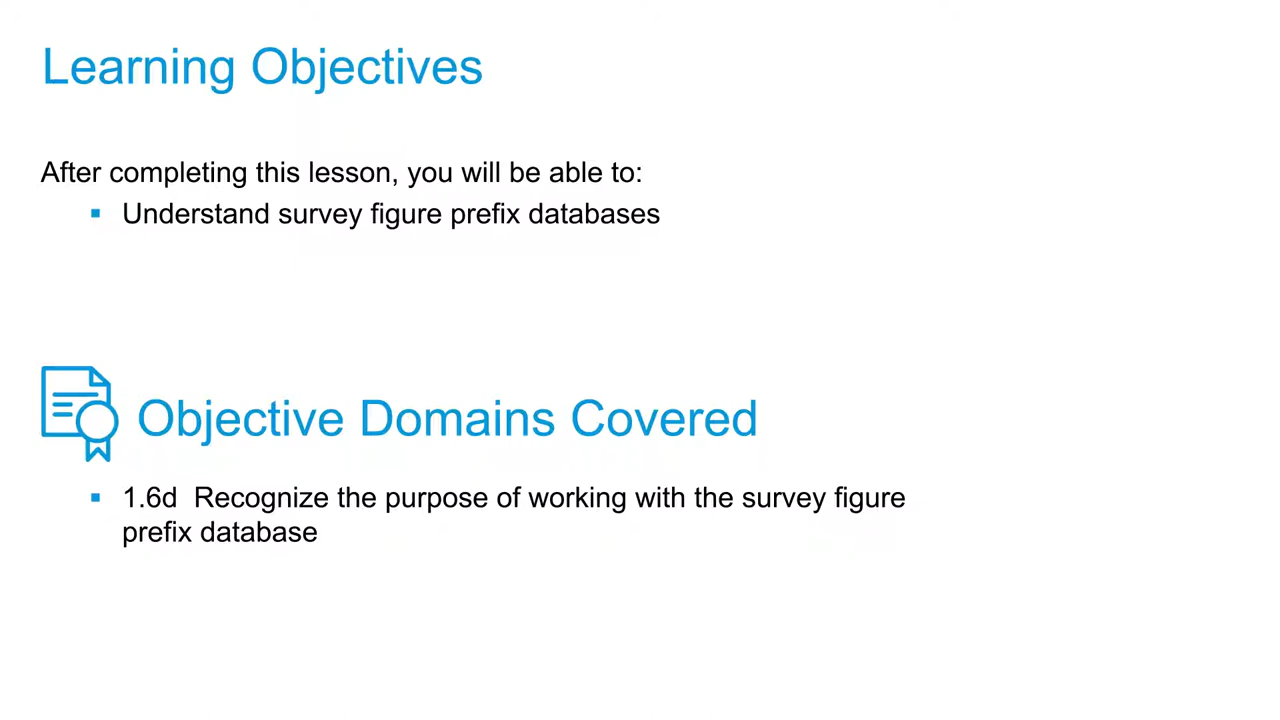 Learning Objectives
After completing this lesson, you will be able to:
▪ Understand survey figure prefix databases
Objective Domains Covered
▪ 1.6d Recognize the purpose of working with the survey figure
prefix database